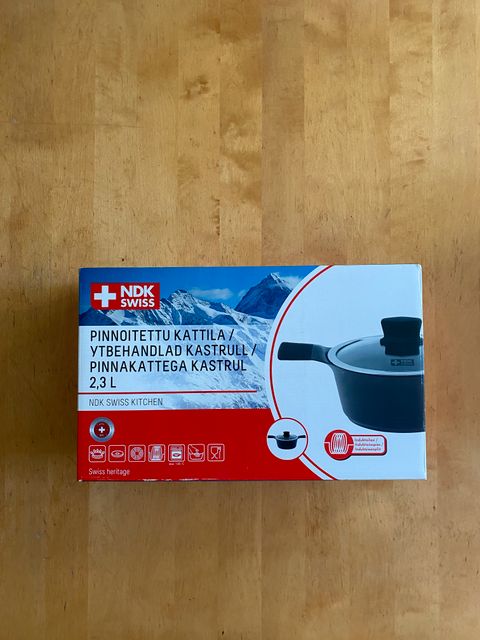 NDK
SWISS
PINNOITETTU KATTILA /
YTBEHANDLAD KASTRULL /
PINNAKATTEGA KASTRUL
2,3 L
NDK SWISS KITCHEN
Swiss heritage